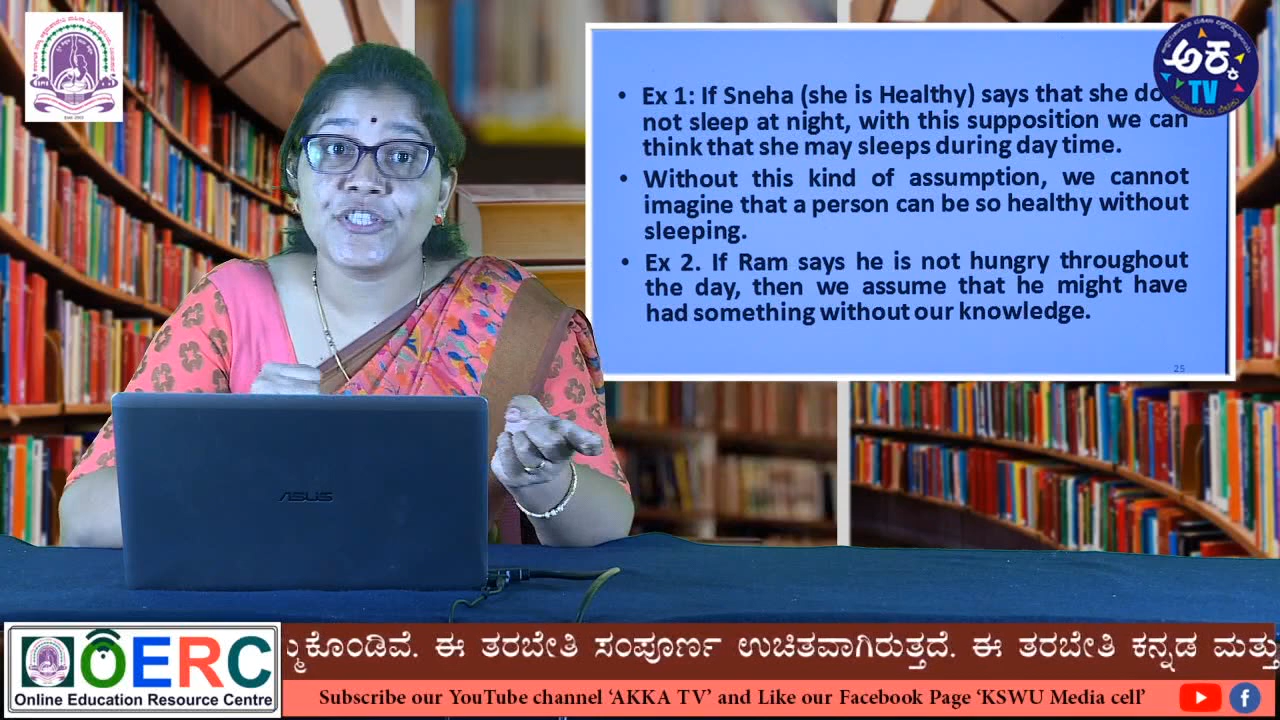 • Ex 1: If Sneha (she is Healthy) says that she do
not sleep at night, with this supposition we can
think that she may sleeps during day time.
• Without this kind of assumption, we cannot
imagine that a person can be so healthy without
sleeping.
• Ex 2. If Ram says he is not hungry throughout
the day, then we assume that he might have
had something without our knowledge.
25
ಅಕ್ಕ
TV
ASUS
OERC
Online Education Resource Centre
ಮ್ಮಿಕೊಂಡಿವೆ. ಈ ತರಬೇತಿ ಸಂಪೂರ್ಣ ಉಚಿತವಾಗಿರುತ್ತದೆ. ಈ ತರಬೇತಿ ಕನ್ನಡ ಮತ್ತು
Subscribe our YouTube channel ‘AKKA TV’ and Like our Facebook Page ‘KSWU Media cell’